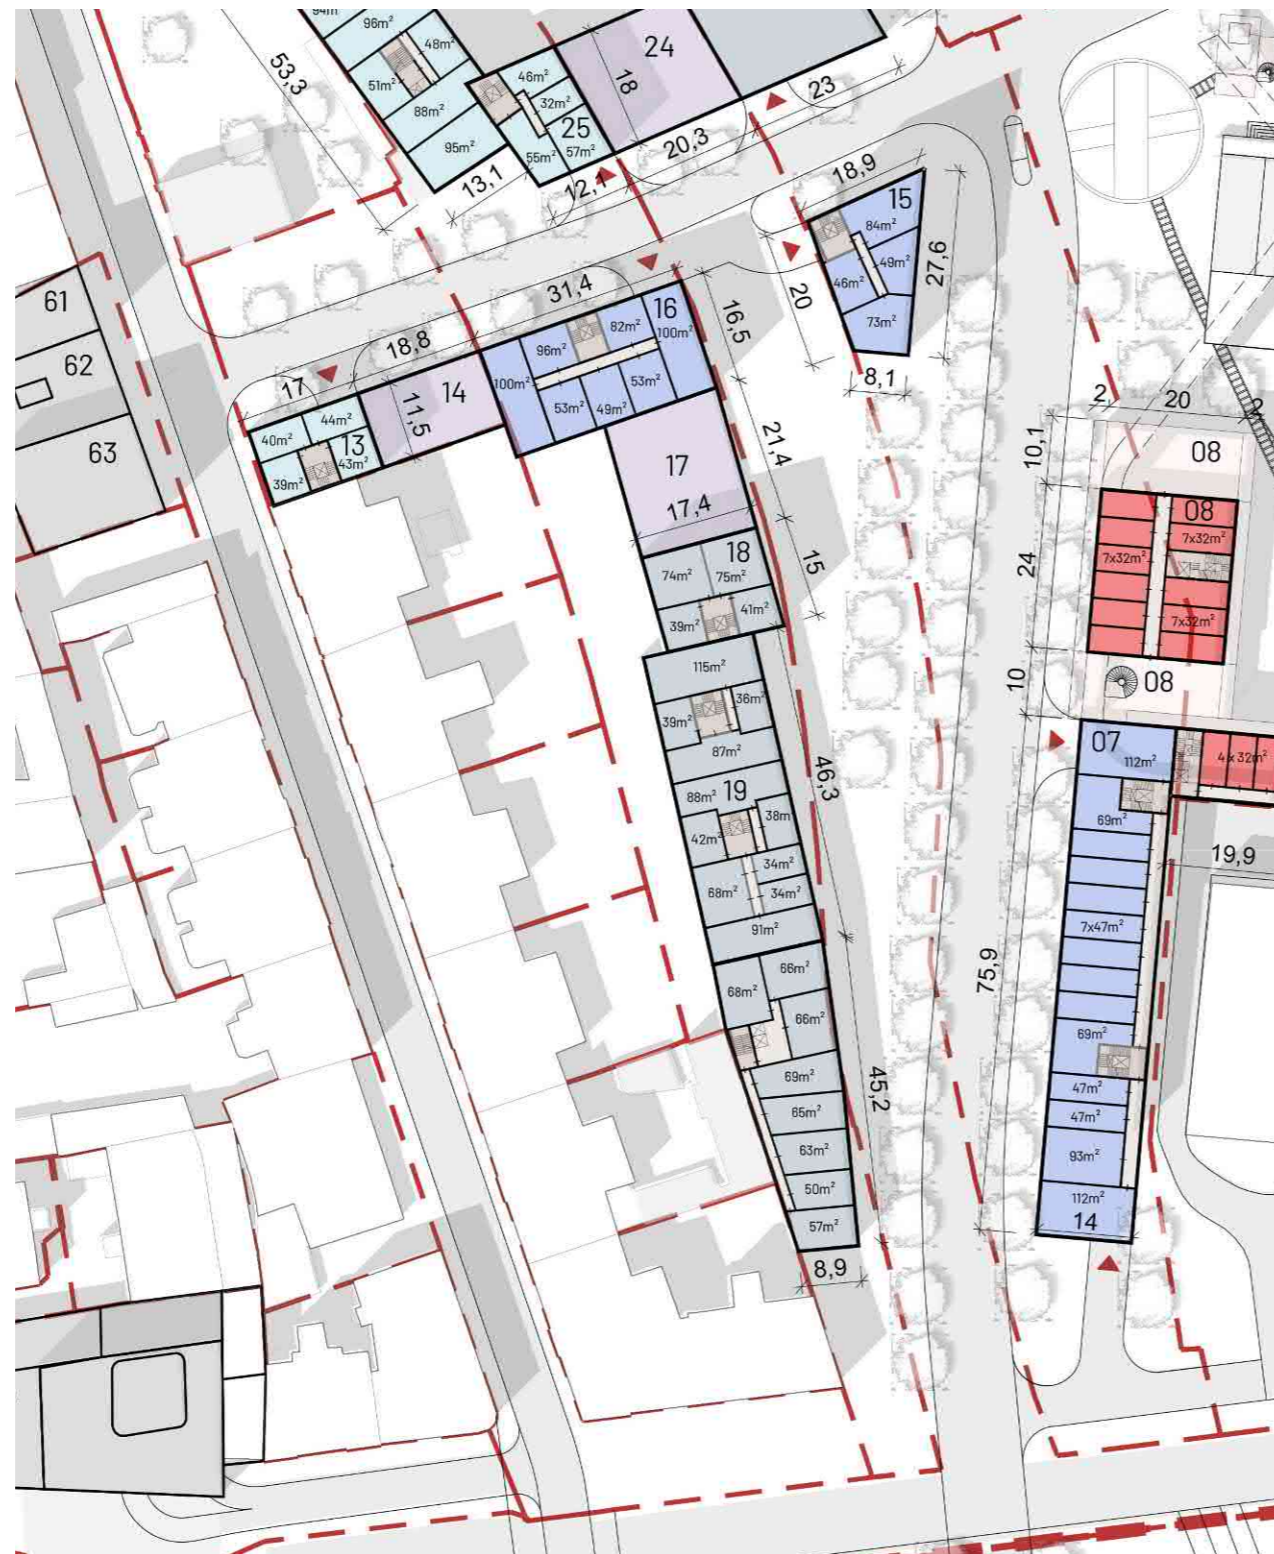 94m
96m²
48m²
51m²
88m²
95m²
53,3
24
18
46m²
32m²
25
55m²
57m²
13,1
12,1
20,3
23
18,9
15
84m²
49m²
46m²
73m²
27,6
20
8,1
61
62
63
17
18,8
31,4
16
82m²
100m²
96m²
100m²
53m²
49m²
53m²
16,5
14
11,5
44m²
40m²
13
43m²
39m²
21,4
17
17,4
18
74m²
75m²
39m²
41m²
15
115m²
36m²
39m²
87m²
88m²
19
38m
42m²
34m²
68m²
34m²
91m²
46,3
66m²
68m²
66m²
69m²
65m²
63m²
50m²
57m²
45,2
8,9
2,
20
2
10,1
08
08
7x32m²
7x32m²
7x32m²
24
10
08
07
112m²
4 x 32m²
69m²
19,9
7x47m²
75,9
69m²
47m²
47m²
93m²
112m²
14